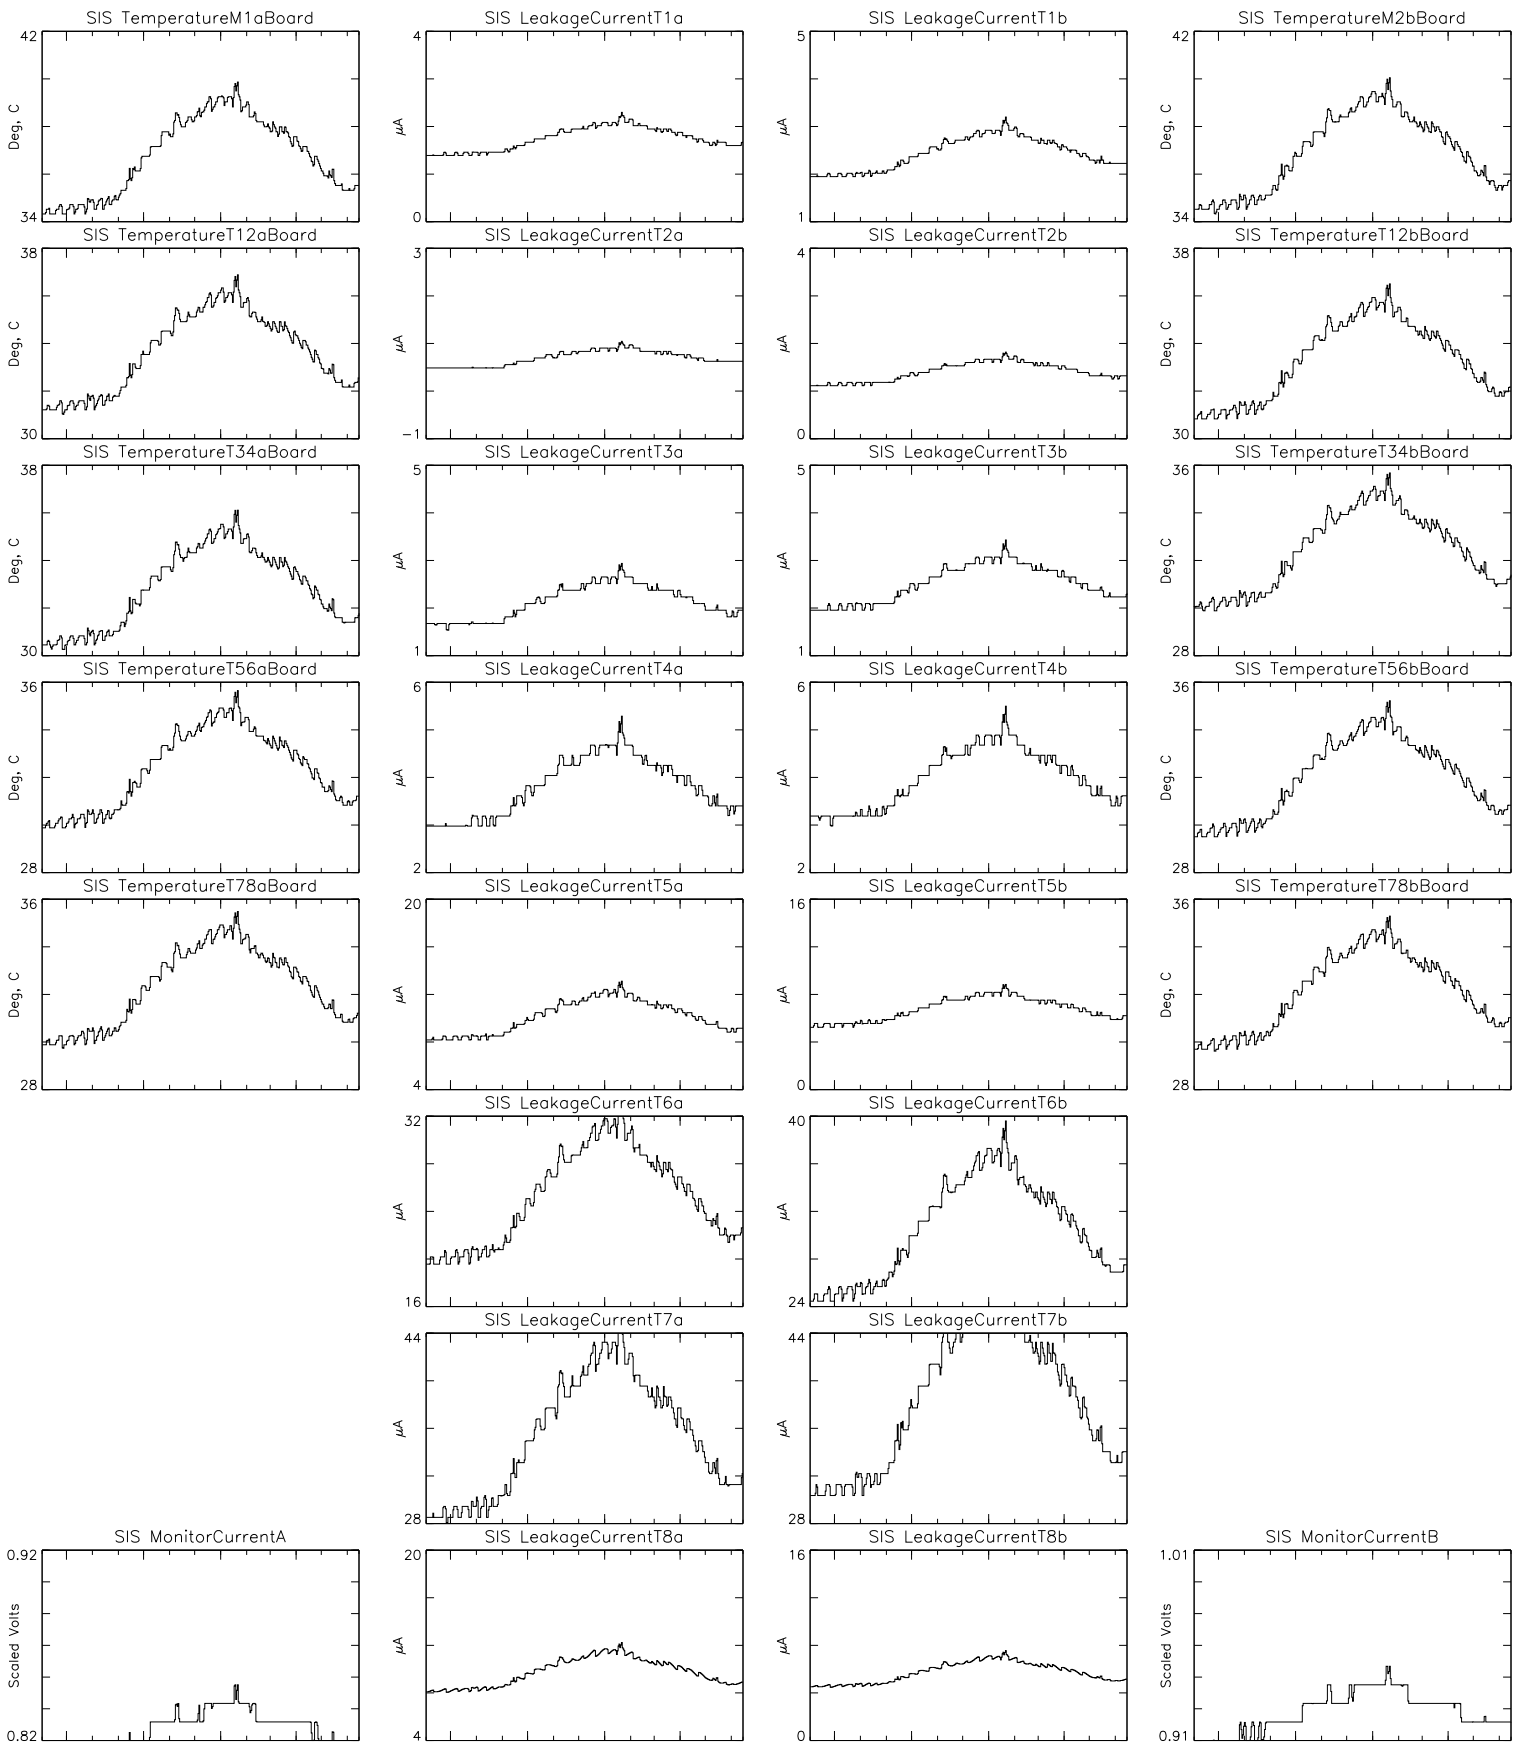 SIS TemperatureM1aBoard
SIS LeakageCurrentT1a
SIS LeakageCurrentT1b
SIS TemperatureM2bBoard
42
4
5
42
Deg, C
µA
µA
Deg, C
34
0
1
34
SIS TemperatureT12aBoard
SIS LeakageCurrentT2a
SIS LeakageCurrentT2b
SIS TemperatureT12bBoard
38
3
4
38
Deg, C
µA
µA
Deg, C
30
−1
0
30
SIS TemperatureT34aBoard
SIS LeakageCurrentT3a
SIS LeakageCurrentT3b
SIS TemperatureT34bBoard
38
5
5
36
Deg, C
µA
µA
Deg, C
30
1
1
28
SIS TemperatureT56aBoard
SIS LeakageCurrentT4a
SIS LeakageCurrentT4b
SIS TemperatureT56bBoard
36
6
6
36
Deg, C
µA
µA
Deg, C
28
2
2
28
SIS TemperatureT78aBoard
SIS LeakageCurrentT5a
SIS LeakageCurrentT5b
SIS TemperatureT78bBoard
36
20
16
36
Deg, C
µA
µA
Deg, C
28
4
0
28
SIS LeakageCurrentT6a
SIS LeakageCurrentT6b
32
40
µA
µA
16
24
SIS LeakageCurrentT7a
SIS LeakageCurrentT7b
44
44
µA
µA
28
28
SIS MonitorCurrentA
SIS LeakageCurrentT8a
SIS LeakageCurrentT8b
SIS MonitorCurrentB
0.92
20
16
1.01
Scaled Volts
µA
µA
Scaled Volts
0.82
4
0
0.91